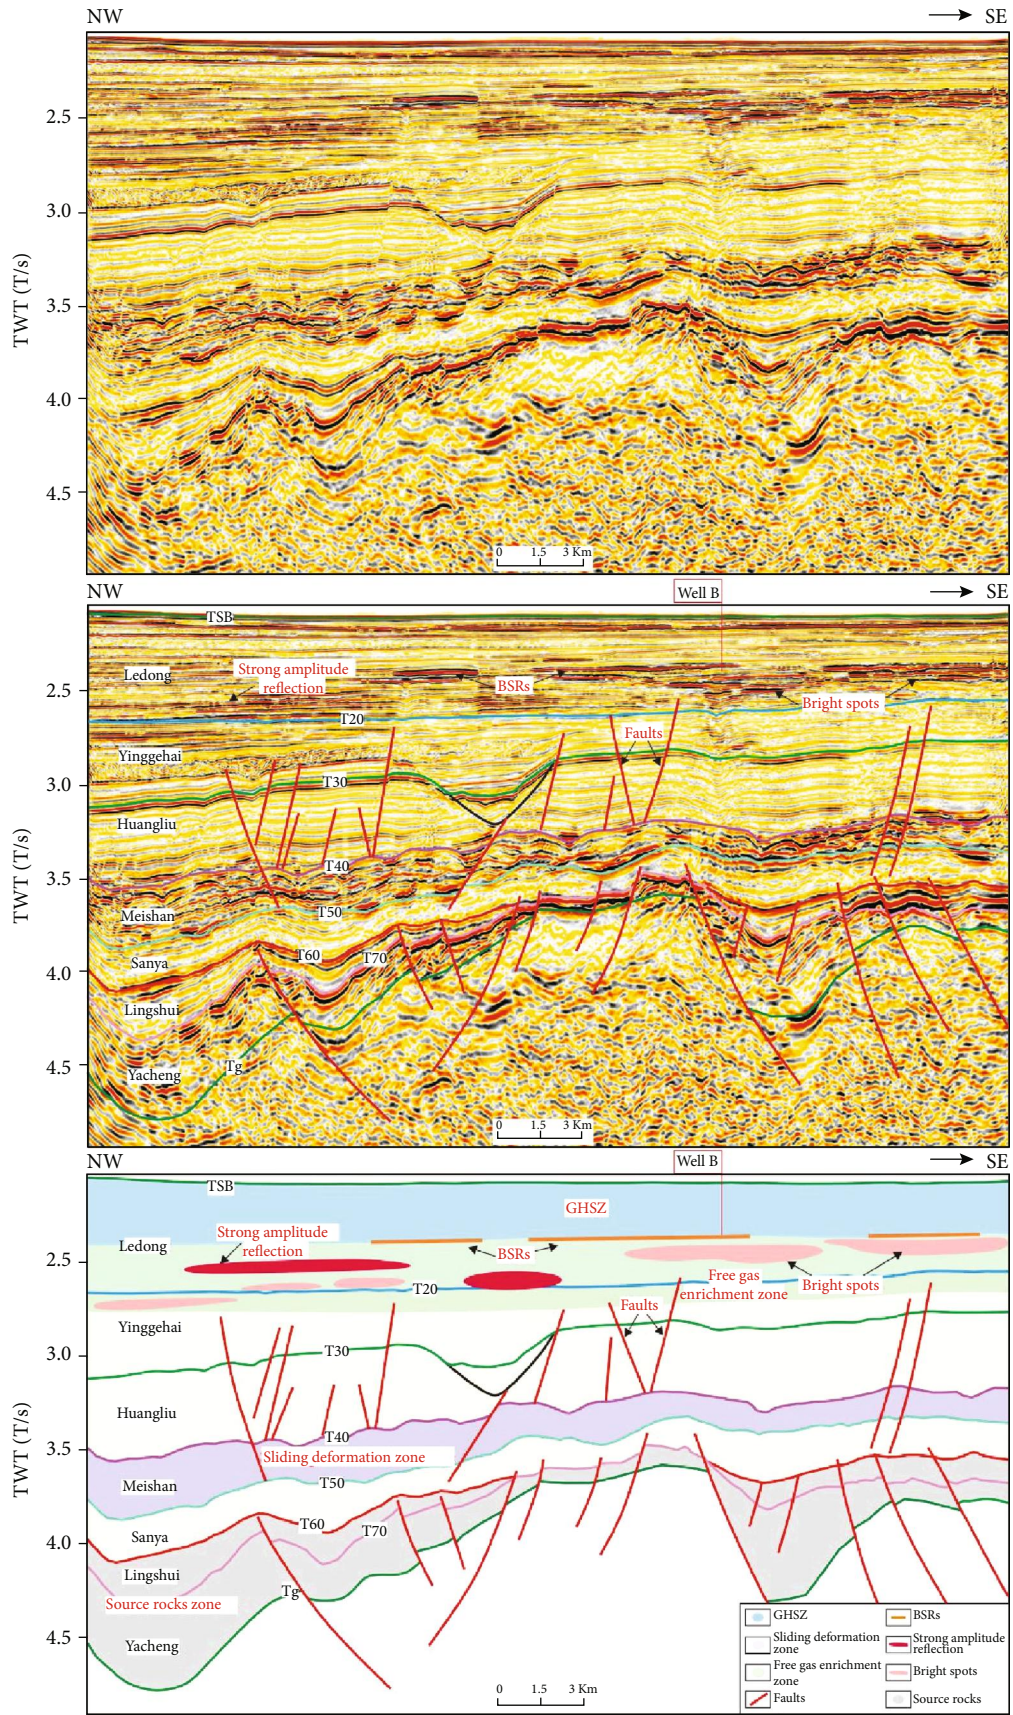 NW
SE
2.5
3.0
3.5
4.0
4.5
TWT (T/s)
0 1.5 3 Km
NW
Well B
SE
TSB
Ledong
Strong amplitude
reflection
BSRs
Bright spots
2.5
T20
Faults
Yinggehai
3.0
T30
Huangliu
TWT (T/s)
T40
3.5
Meishan
T50
T60
T70
Sanya
4.0
Lingshui
Tg
Yacheng
4.5
0 1.5 3 Km
NW
Well B
SE
TSB
GHSZ
Strong amplitude
reflection
Ledong
BSRs
2.5
Free gas
enrichment zone
Bright spots
T20
Faults
Yinggehai
3.0
T30
Huangliu
TWT (T/s)
T40
3.5
Sliding deformation zone
Meishan
T50
T60
T70
Sanya
4.0
Lingshui
Tg
Source rocks zone
Yacheng
4.5
0 1.5 3 Km
GHSZ
BSRs
Sliding deformation
zone
Strong amplitude
reflection
Free gas enrichment
zone
Bright spots
Faults
Source rocks